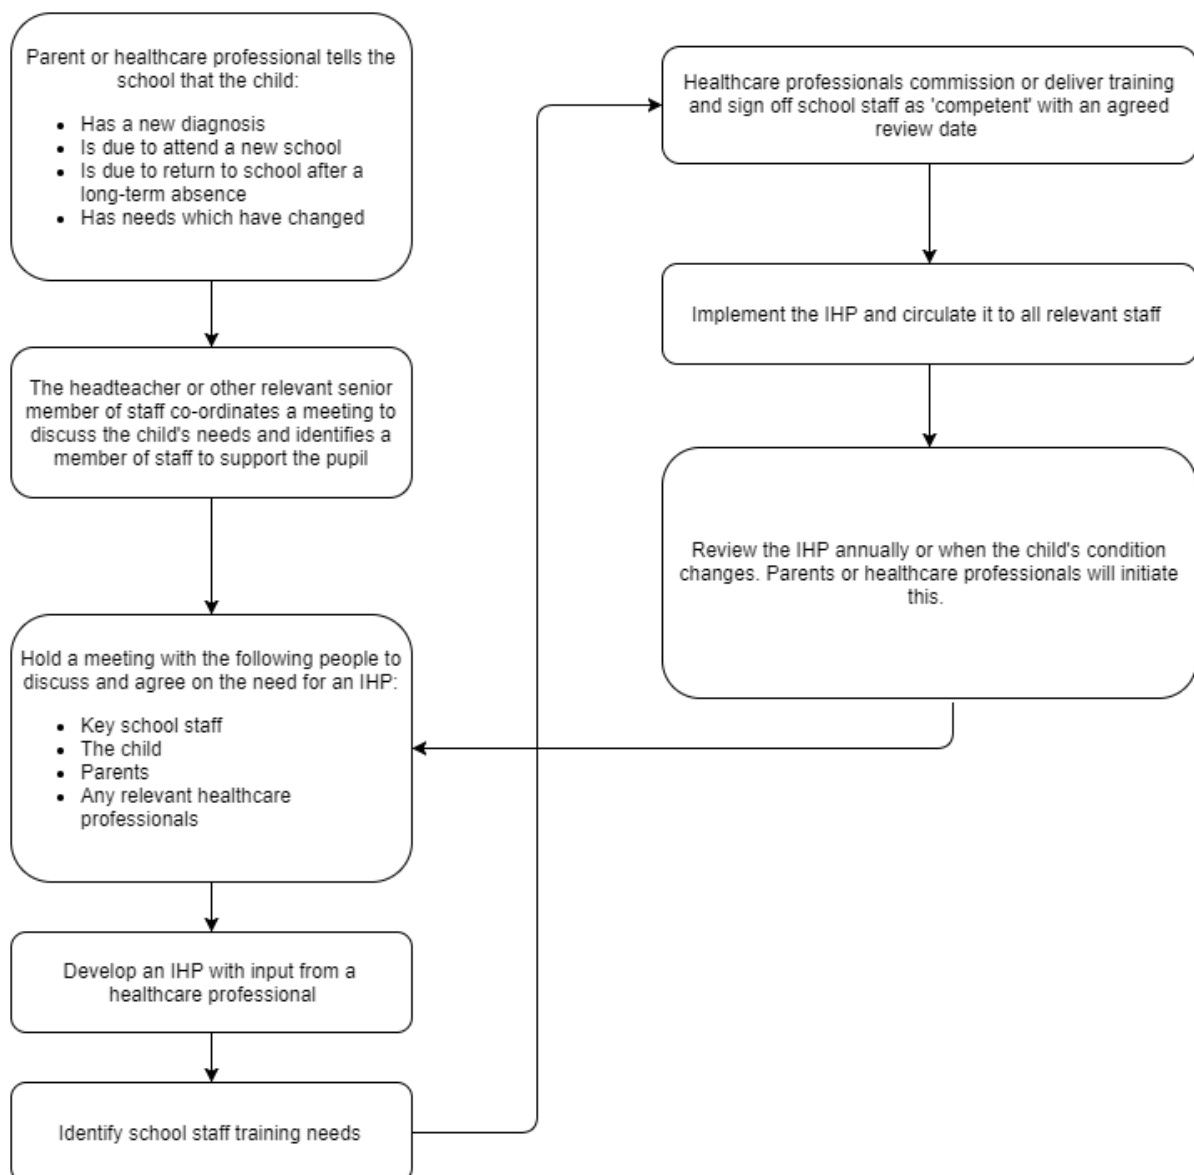 Parent or healthcare professional tells the
school that the child:
• Has a new diagnosis
• Is due to attend a new school
• Is due to return to school after a
long-term absence
• Has needs which have changed
The headteacher or other relevant senior
member of staff co-ordinates a meeting to
discuss the child's needs and identifies a
member of staff to support the pupil
Hold a meeting with the following people to
discuss and agree on the need for an IHP:
• Key school staff
• The child
• Parents
• Any relevant healthcare
professionals
Develop an IHP with input from a
healthcare professional
Identify school staff training needs
Healthcare professionals commission or deliver training
and sign off school staff as 'competent' with an agreed
review date
Implement the IHP and circulate it to all relevant staff
Review the IHP annually or when the child's condition
changes. Parents or healthcare professionals will initiate
this.